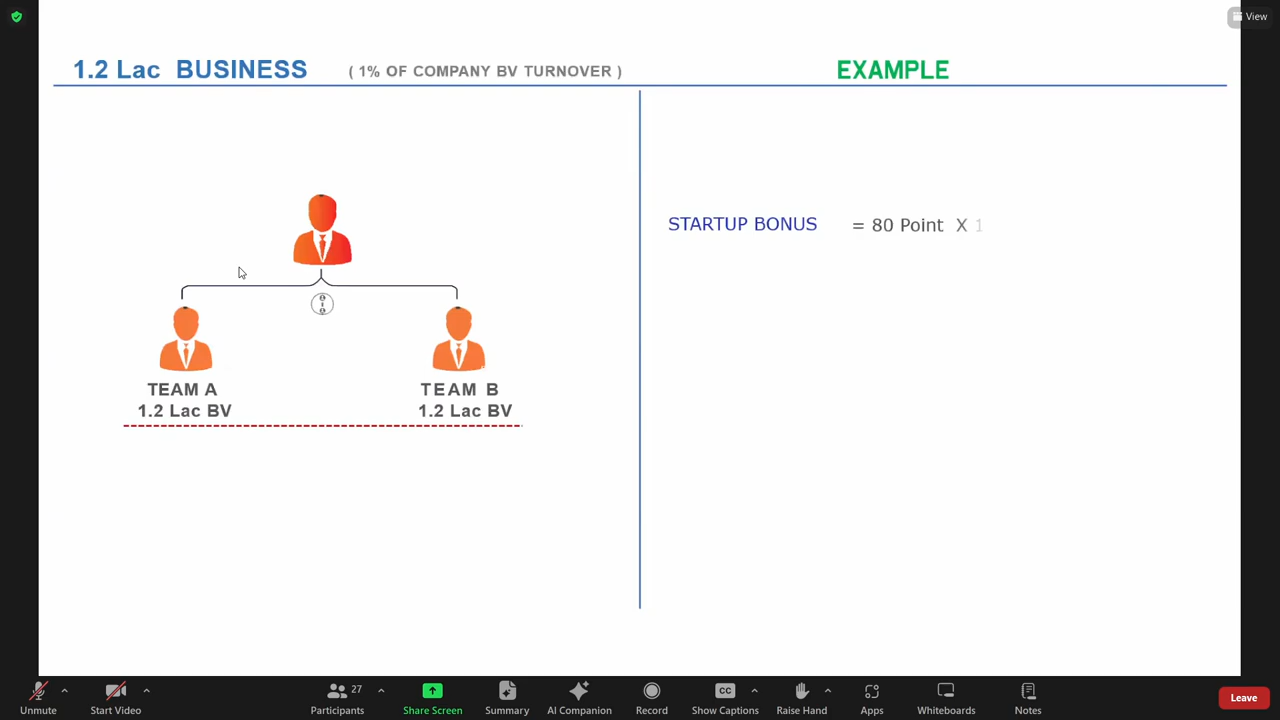 View
1.2 Lac BUSINESS ( 1% OF COMPANY BV TURNOVER ) EXAMPLE
STARTUP BONUS = 80 Point X 1
TEAM A TEAM B
1.2 Lac BV 1.2 Lac BV
27
Unmute Start Video Participants Share Screen Summary AI Companion Record Show Captions Raise Hand Apps Whiteboards Notes Leave